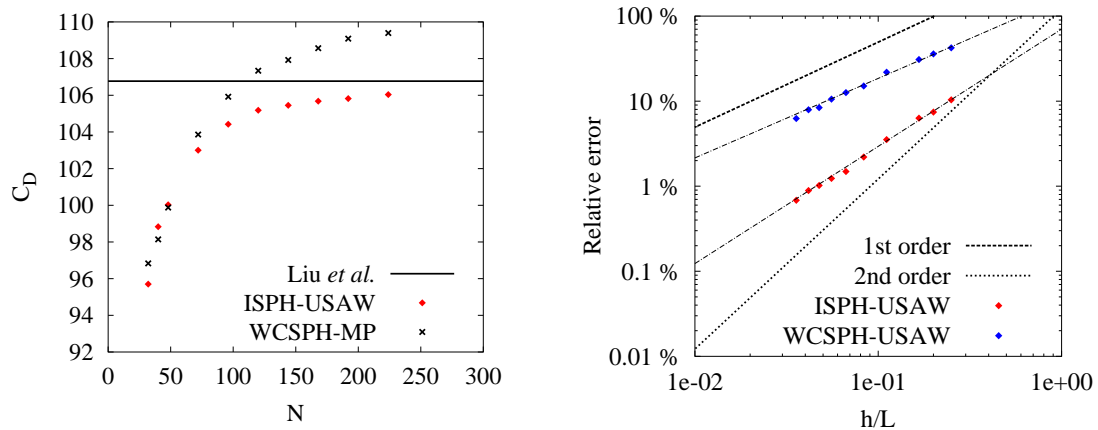 110
108
106
104
102
100
98
96
94
92
0
50
100
150
200
250
300
C_D
N
Liu et al.
ISPH-USAW
WCSPH-MP
100 %
10 %
1 %
0.1 %
0.01 %
1e-02
1e-01
1e+00
Relative error
h/L
1st order
2nd order
ISPH-USAW
WCSPH-USAW